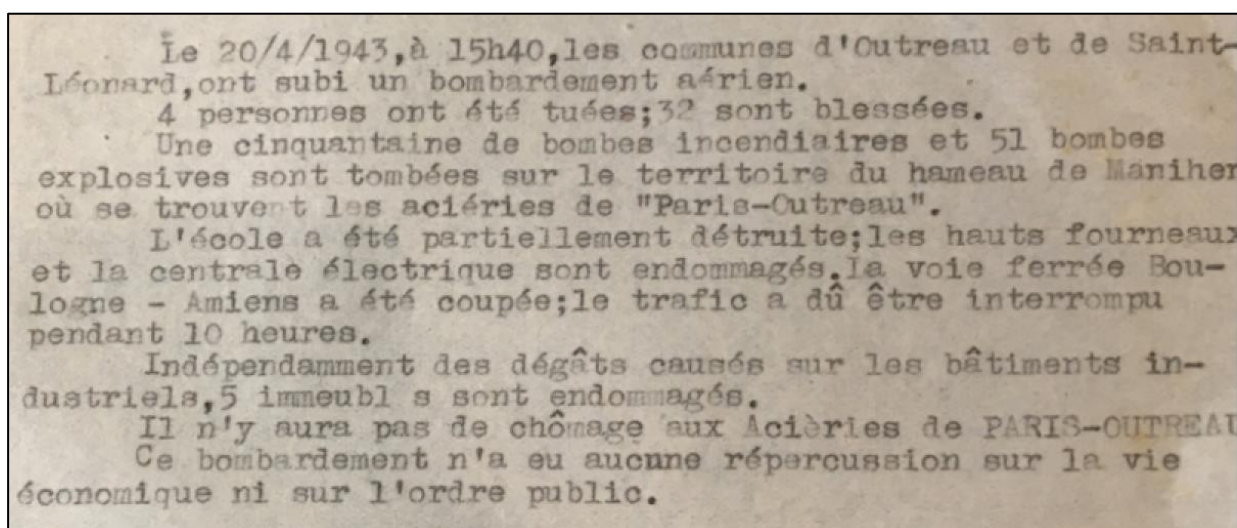 Le 20/4/1943,à 15h40,les communes d'Outreau et de Saint-
Léonard,ont subi un bombardement aérien.
4 personnes ont été tuées;32 sont blessées.
Une cinquantaine de bombes incendiaires et 51 bombes
explosives sont tombées sur le territoire du hameau de Maniher
où se trouvent les aciéries de "Paris-Outreau".
L'école a été partiellement détruite;les hauts fourneaux
et la centrale électrique sont endommagés.La voie ferrée Bou-
logne - Amiens a été coupée;le trafic a dû être interrompu
pendant 10 heures.
Indépendamment des dégâts causés sur les bâtiments in-
dustriels,5 immeubl s sont endommagés.
Il n'y aura pas de chômage aux Acièries de PARIS-OUTREAU
Ce bombardement n'a eu aucune répercussion sur la vie
économique ni sur l'ordre public.